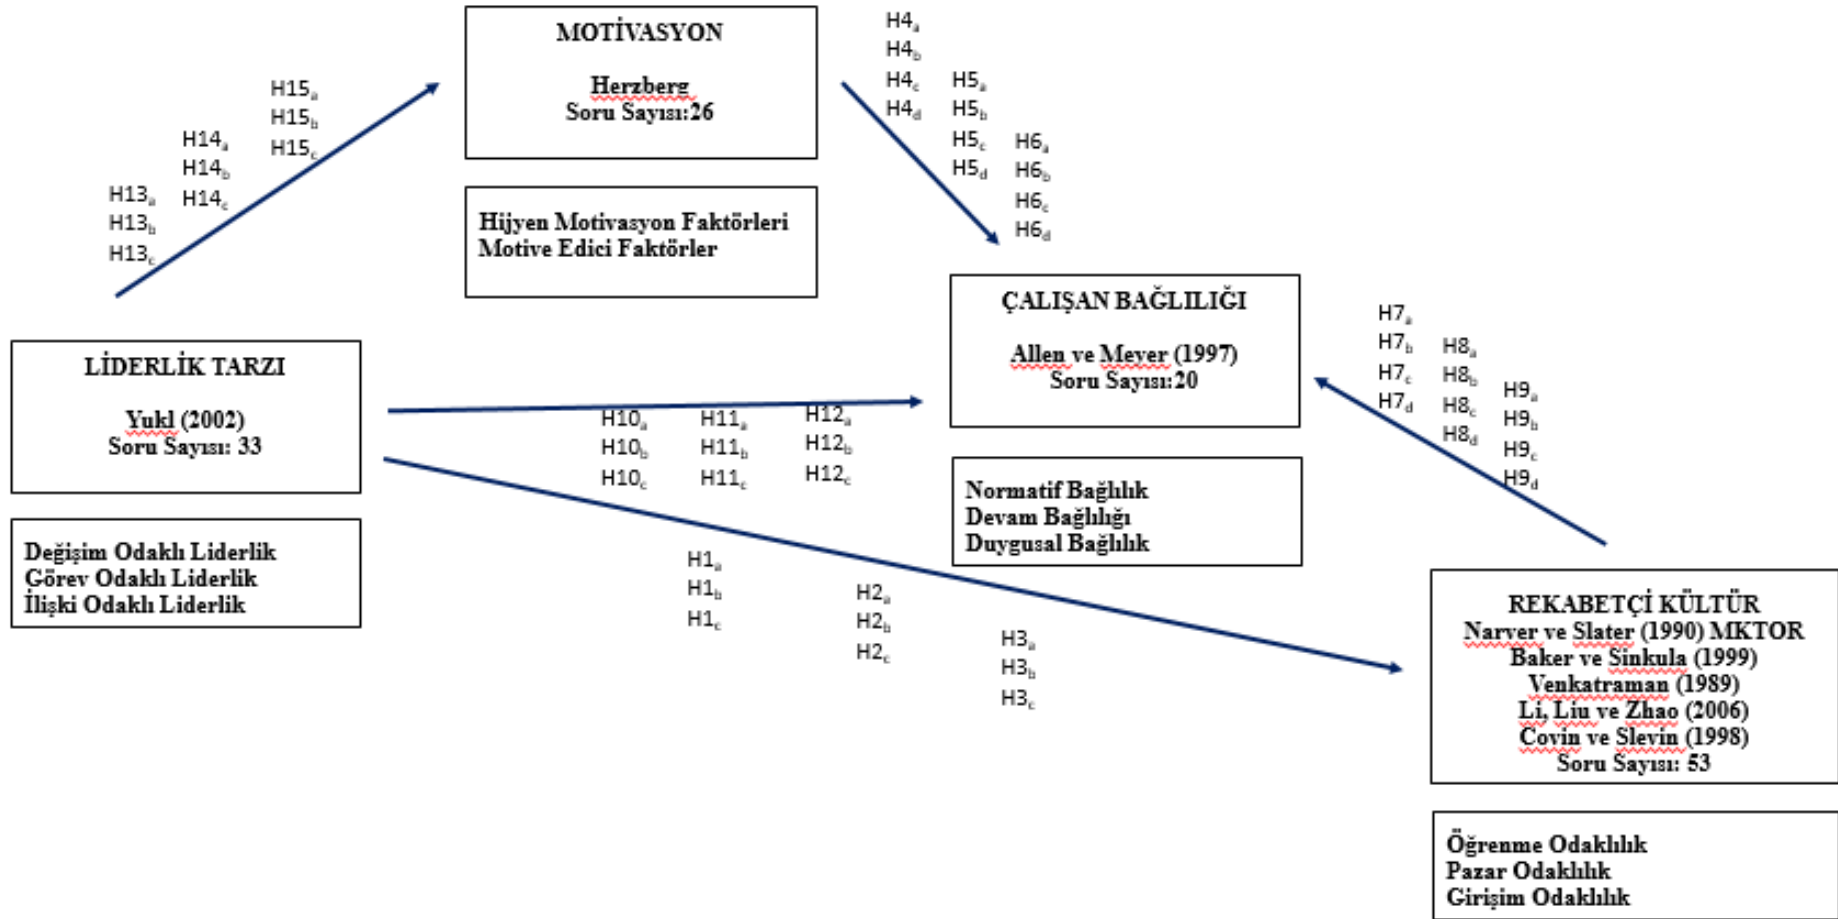 MOTİVASYON
Herzberg
Soru Sayısı:26
Hijyen Motivasyon Faktörleri
Motive Edici Faktörler
H15a
H15b
H15c
H14a
H14b
H14c
H13a
H13b
H13c
H4a
H4b
H4c
H4d
H5a
H5b
H5c
H5d
H6a
H6b
H6c
H6d
LİDERLİK TARZI
Yukl (2002)
Soru Sayısı: 33
Değişim Odaklı Liderlik
Görev Odaklı Liderlik
İlişki Odaklı Liderlik
ÇALIŞAN BAĞLILIĞI
Allen ve Meyer (1997)
Soru Sayısı:20
Normatif Bağlılık
Devam Bağlılığı
Duygusal Bağlılık
H10a
H10b
H10c
H11a
H11b
H11c
H12a
H12b
H12c
H7a
H7b
H7c
H7d
H8a
H8b
H8c
H8d
H9a
H9b
H9c
H9d
H1a
H1b
H1c
H2a
H2b
H2c
H3a
H3b
H3c
REKABETÇİ KÜLTÜR
Narver ve Slater (1990) MKTOR
Baker ve Sinkula (1999)
Venkatraman (1989)
Li, Liu ve Zhao (2006)
Covin ve Slevin (1998)
Soru Sayısı: 53
Öğrenme Odaklılık
Pazar Odaklılık
Girişim Odaklılık